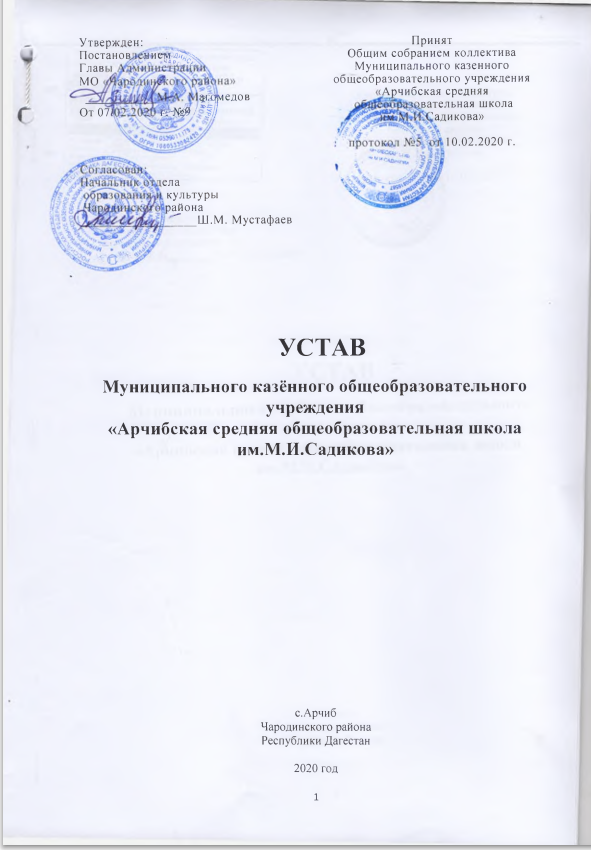 Утвержден:
Постановлением
Главы Администрации
МО «Чародинского района»
М.А. Магомедов
От 07/02.2020 г. №9
Согласован:
Начальник отдела
образования и культуры
Чародинского района
Ш.М. Мустафаев
Принят
Общим собранием коллектива
Муниципального казенного
общеобразовательного учреждения
«Арчибская средняя
общеобразовательная школа
им.М.И.Садикова»
протокол №5, от 10.02.2020 г.
УСТАВ
Муниципального казённого общеобразовательного
учреждения
«Арчибская средняя общеобразовательная школа
им.М.И.Садикова»
с.Арчиб
Чародинского района
Республики Дагестан
2020 год
1